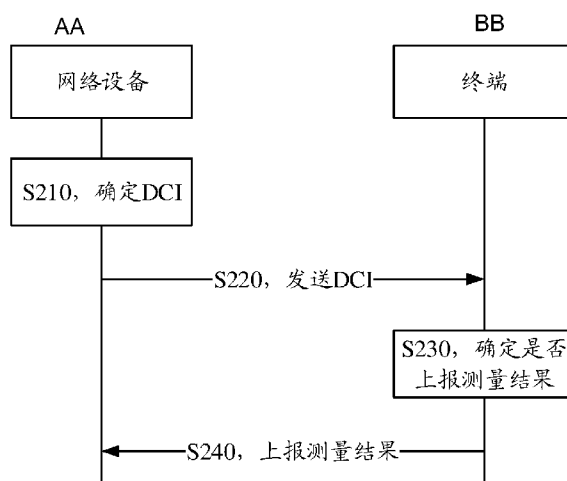 AA
BB
网络设备
终端
S210，确定DCI
S220，发送DCI
S230，确定是否
上报测量结果
S240，上报测量结果